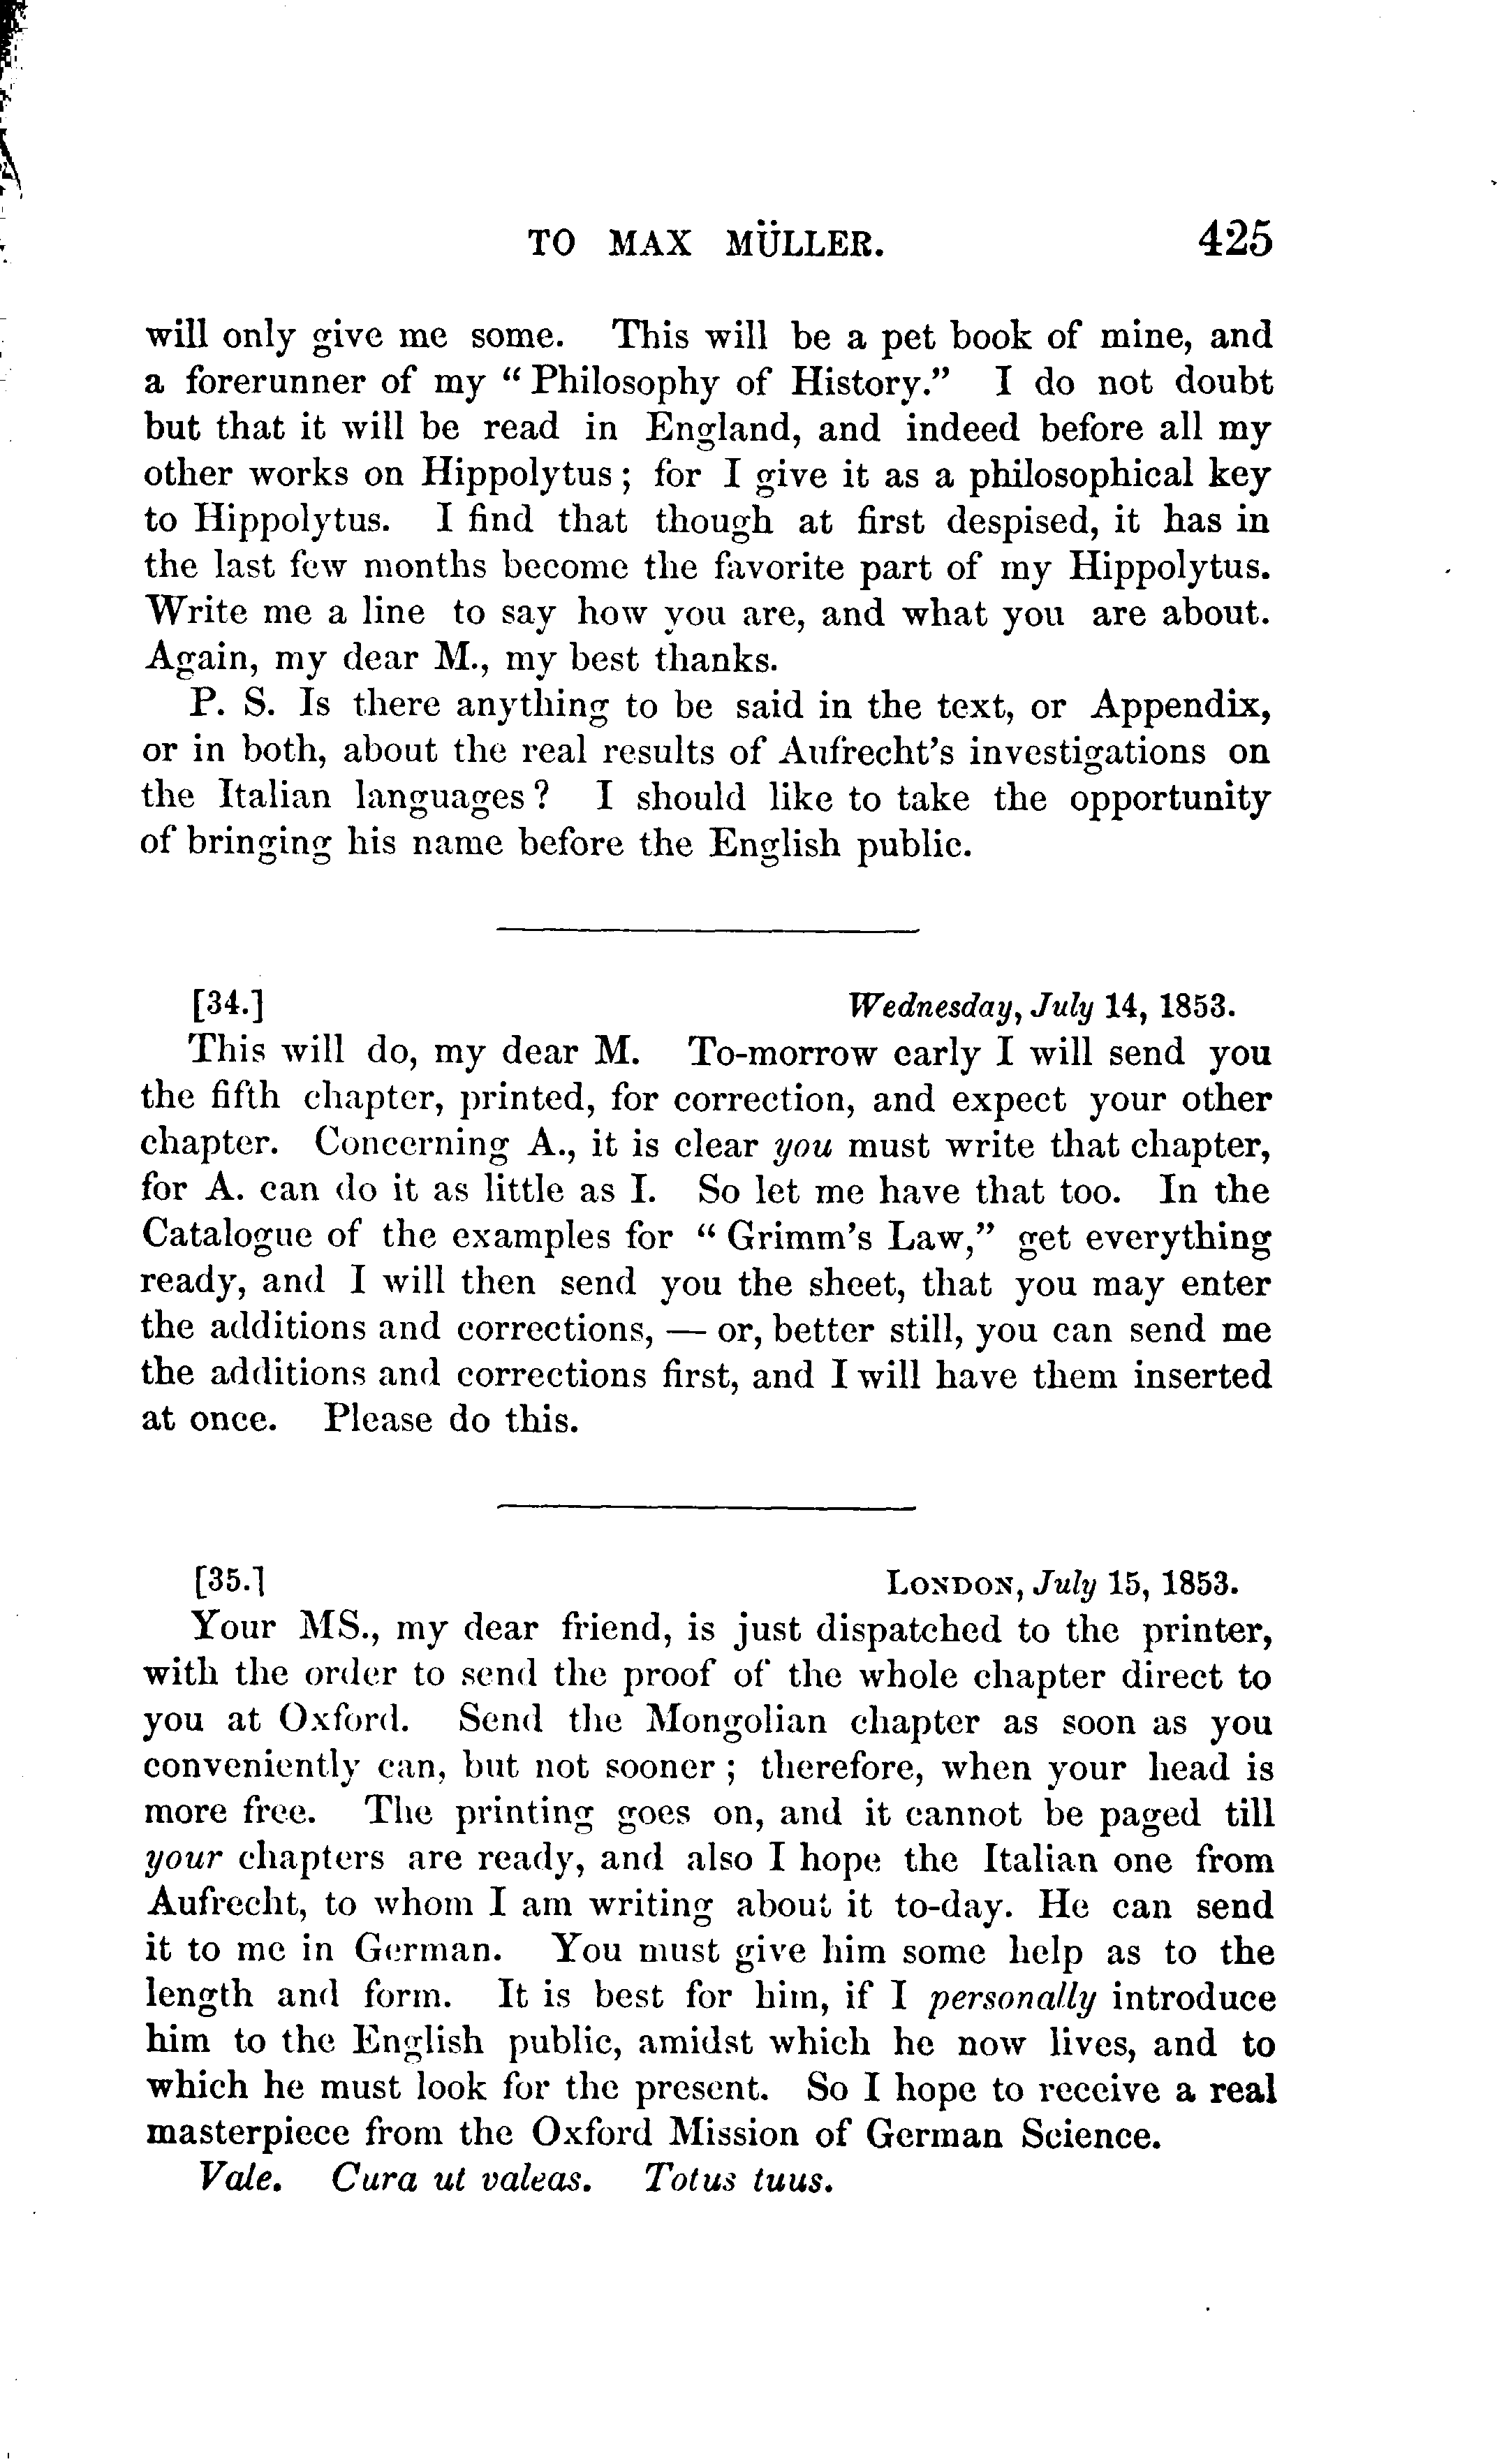 TO MAX MÜLLER. 425
will only give me some. This will be a pet book of mine, and
a forerunner of my “Philosophy of History.” I do not doubt
but that it will be read in England, and indeed before all my
other works on Hippolytus; for I give it as a philosophical key
to Hippolytus. I find that though at first despised, it has in
the last few months become the favorite part of my Hippolytus.
Write me a line to say how you are, and what you are about.
Again, my dear M., my best thanks.
P. S. Is there anything to be said in the text, or Appendix,
or in both, about the real results of Aufrecht’s investigations on
the Italian languages? I should like to take the opportunity
of bringing his name before the English public.
[34.] Wednesday, July 14, 1853.
This will do, my dear M. To-morrow early I will send you
the fifth chapter, printed, for correction, and expect your other
chapter. Concerning A., it is clear you must write that chapter,
for A. can do it as little as I. So let me have that too. In the
Catalogue of the examples for “Grimm’s Law,” get everything
ready, and I will then send you the sheet, that you may enter
the additions and corrections, — or, better still, you can send me
the additions and corrections first, and I will have them inserted
at once. Please do this.
[35.] LONDON, July 15, 1853.
Your MS., my dear friend, is just dispatched to the printer,
with the order to send the proof of the whole chapter direct to
you at Oxford. Send the Mongolian chapter as soon as you
conveniently can, but not sooner; therefore, when your head is
more free. The printing goes on, and it cannot be paged till
your chapters are ready, and also I hope the Italian one from
Aufrecht, to whom I am writing about it to-day. He can send
it to me in German. You must give him some help as to the
length and form. It is best for him, if I personally introduce
him to the English public, amidst which he now lives, and to
which he must look for the present. So I hope to receive a real
masterpiece from the Oxford Mission of German Science.
Vale. Cura ut valeas. Totus tuus.